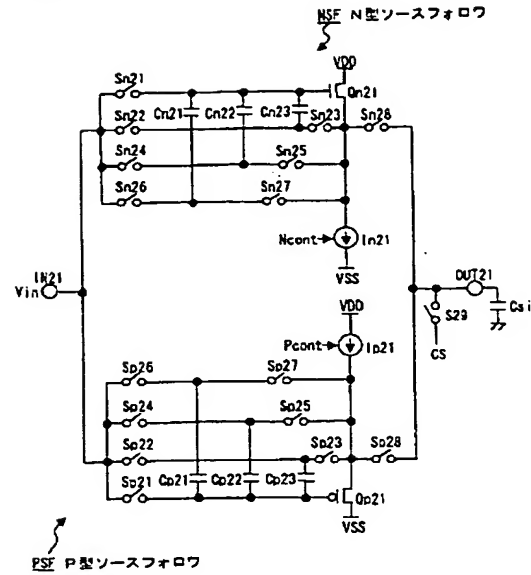 NSF N型ソースフォロワ
VDD
Sn21
Qn21
Sn22 Cn21 Cn22 Cn23 Sn23 Sn28
Sn24 Sn25
Sn26 Sn27
Ncont In21
VSS
IN21
Vin
OUT21
Csi
S29
CS
VDD
Pcont Ip21
Sp26 Sp27
Sp24 Sp25
Sp22 Sp23 Sp28
Sp21 Cp21 Cp22 Cp23 Qp21
VSS
PSF P型ソースフォロワ